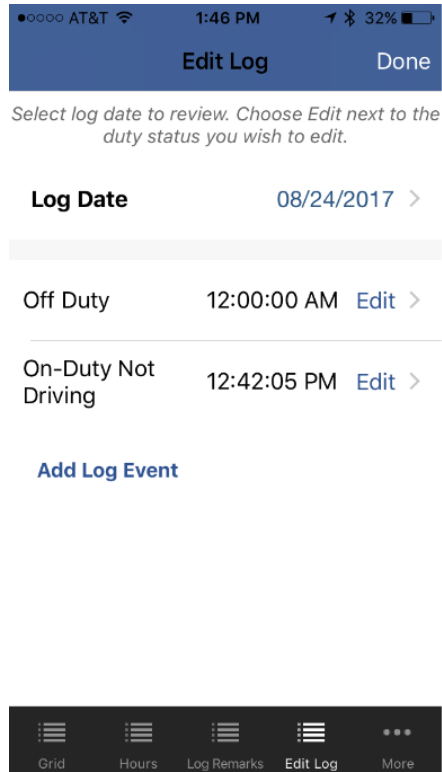 AT&T 1:46 PM 32%
Edit Log Done
Select log date to review. Choose Edit next to the
duty status you wish to edit.
Log Date 08/24/2017
Off Duty 12:00:00 AM Edit
On-Duty Not
Driving 12:42:05 PM Edit
Add Log Event
Grid Hours Log Remarks Edit Log More